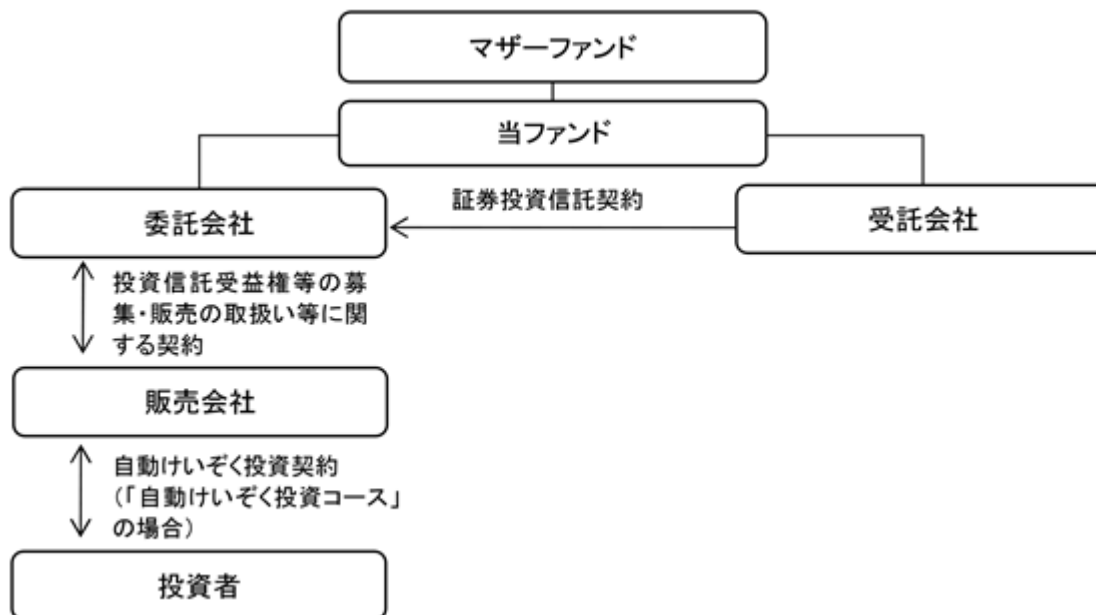 マザーファンド
当ファンド
証券投資信託契約
委託会社
受託会社
投資信託受益権等の募
集・販売の取扱い等に関
する契約
販売会社
自動けいぞく投資契約
(「自動けいぞく投資コース」
の場合)
投資者